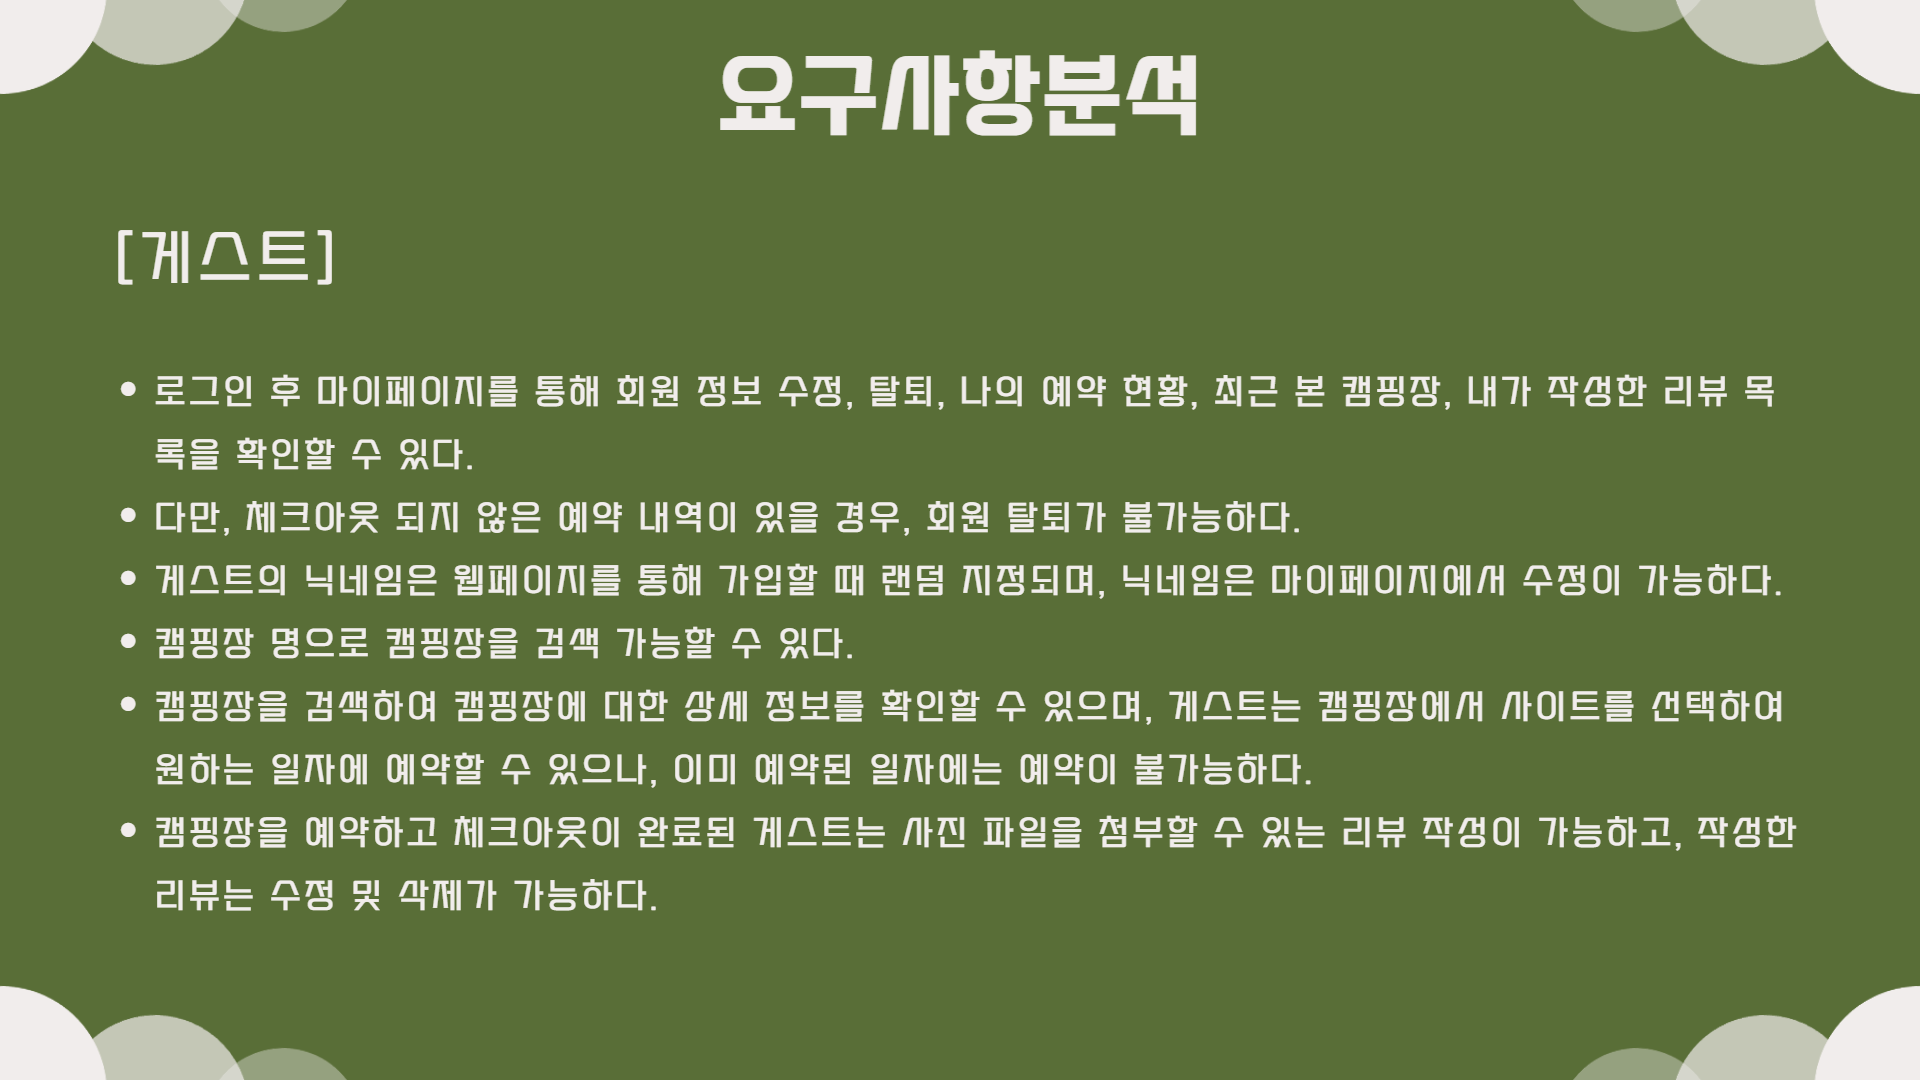 요구사항분석
[게스트]
• 로그인 후 마이페이지를 통해 회원 정보 수정, 탈퇴, 나의 예약 현황, 최근 본 캠핑장, 내가 작성한 리뷰 목
록을 확인할 수 있다.
• 다만, 체크아웃 되지 않은 예약 내역이 있을 경우, 회원 탈퇴가 불가능하다.
• 게스트의 닉네임은 웹페이지를 통해 가입할 때 랜덤 지정되며, 닉네임은 마이페이지에서 수정이 가능하다.
• 캠핑장 명으로 캠핑장을 검색 가능할 수 있다.
• 캠핑장을 검색하여 캠핑장에 대한 상세 정보를 확인할 수 있으며, 게스트는 캠핑장에서 사이트를 선택하여
원하는 일자에 예약할 수 있으나, 이미 예약된 일자에는 예약이 불가능하다.
• 캠핑장을 예약하고 체크아웃이 완료된 게스트는 사진 파일을 첨부할 수 있는 리뷰 작성이 가능하고, 작성한
리뷰는 수정 및 삭제가 가능하다.